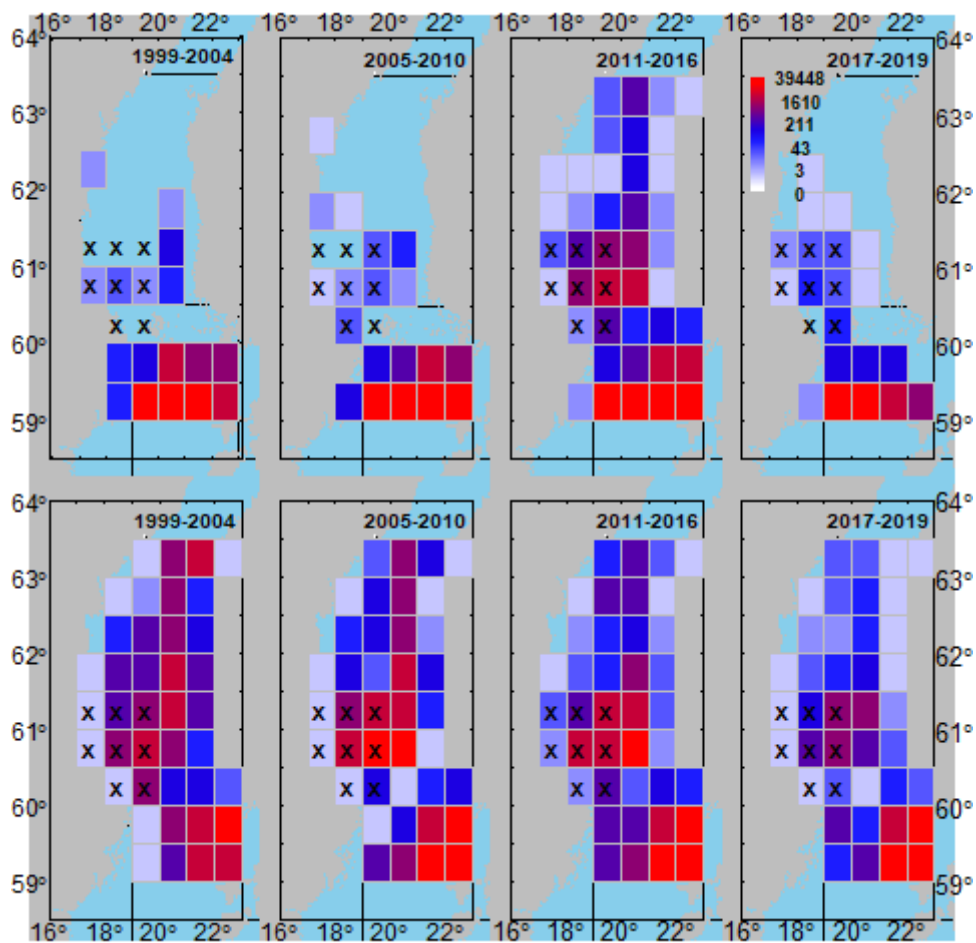 16° 18° 20° 22° 16° 18° 20° 22° 16° 18° 20° 22° 16° 18° 20° 22°
64° 1999-2004 2005-2010 2011-2016 2017-2019 64°
39448
63° 1610 63°
211
43
62° 3 62°
0
x x x x x x x x x x x x
61° 61°
x x x x x x x x x x x x
x x x x x x x x
60° 60°
59° 59°
64° 1999-2004 2005-2010 2011-2016 2017-2019 64°
63° 63°
62° 62°
x x x x x x x x x x x x
61° 61°
x x x x x x x x x x x x
x x x x x x x x
60° 60°
59° 59°
16° 18° 20° 22° 16° 18° 20° 22° 16° 18° 20° 22° 16° 18° 20° 22°